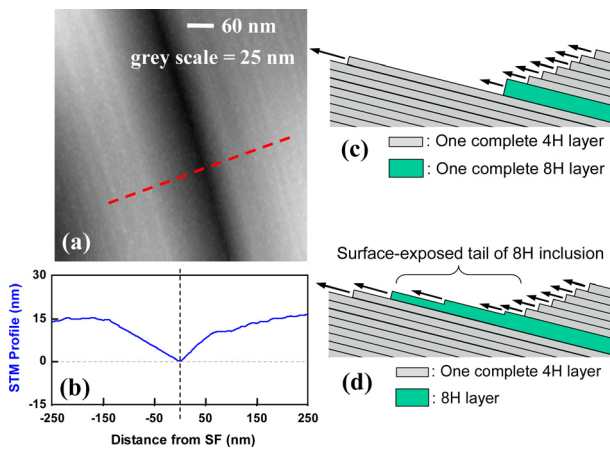 60 nm
grey scale = 25 nm
(a)
30
15
0
-15
STM Profile (nm)
(b)
-250
-150
-50
50
150
250
Distance from SF (nm)
(c)
: One complete 4H layer
: One complete 8H layer
Surface-exposed tail of 8H inclusion
: One complete 4H layer
: 8H layer
(d)